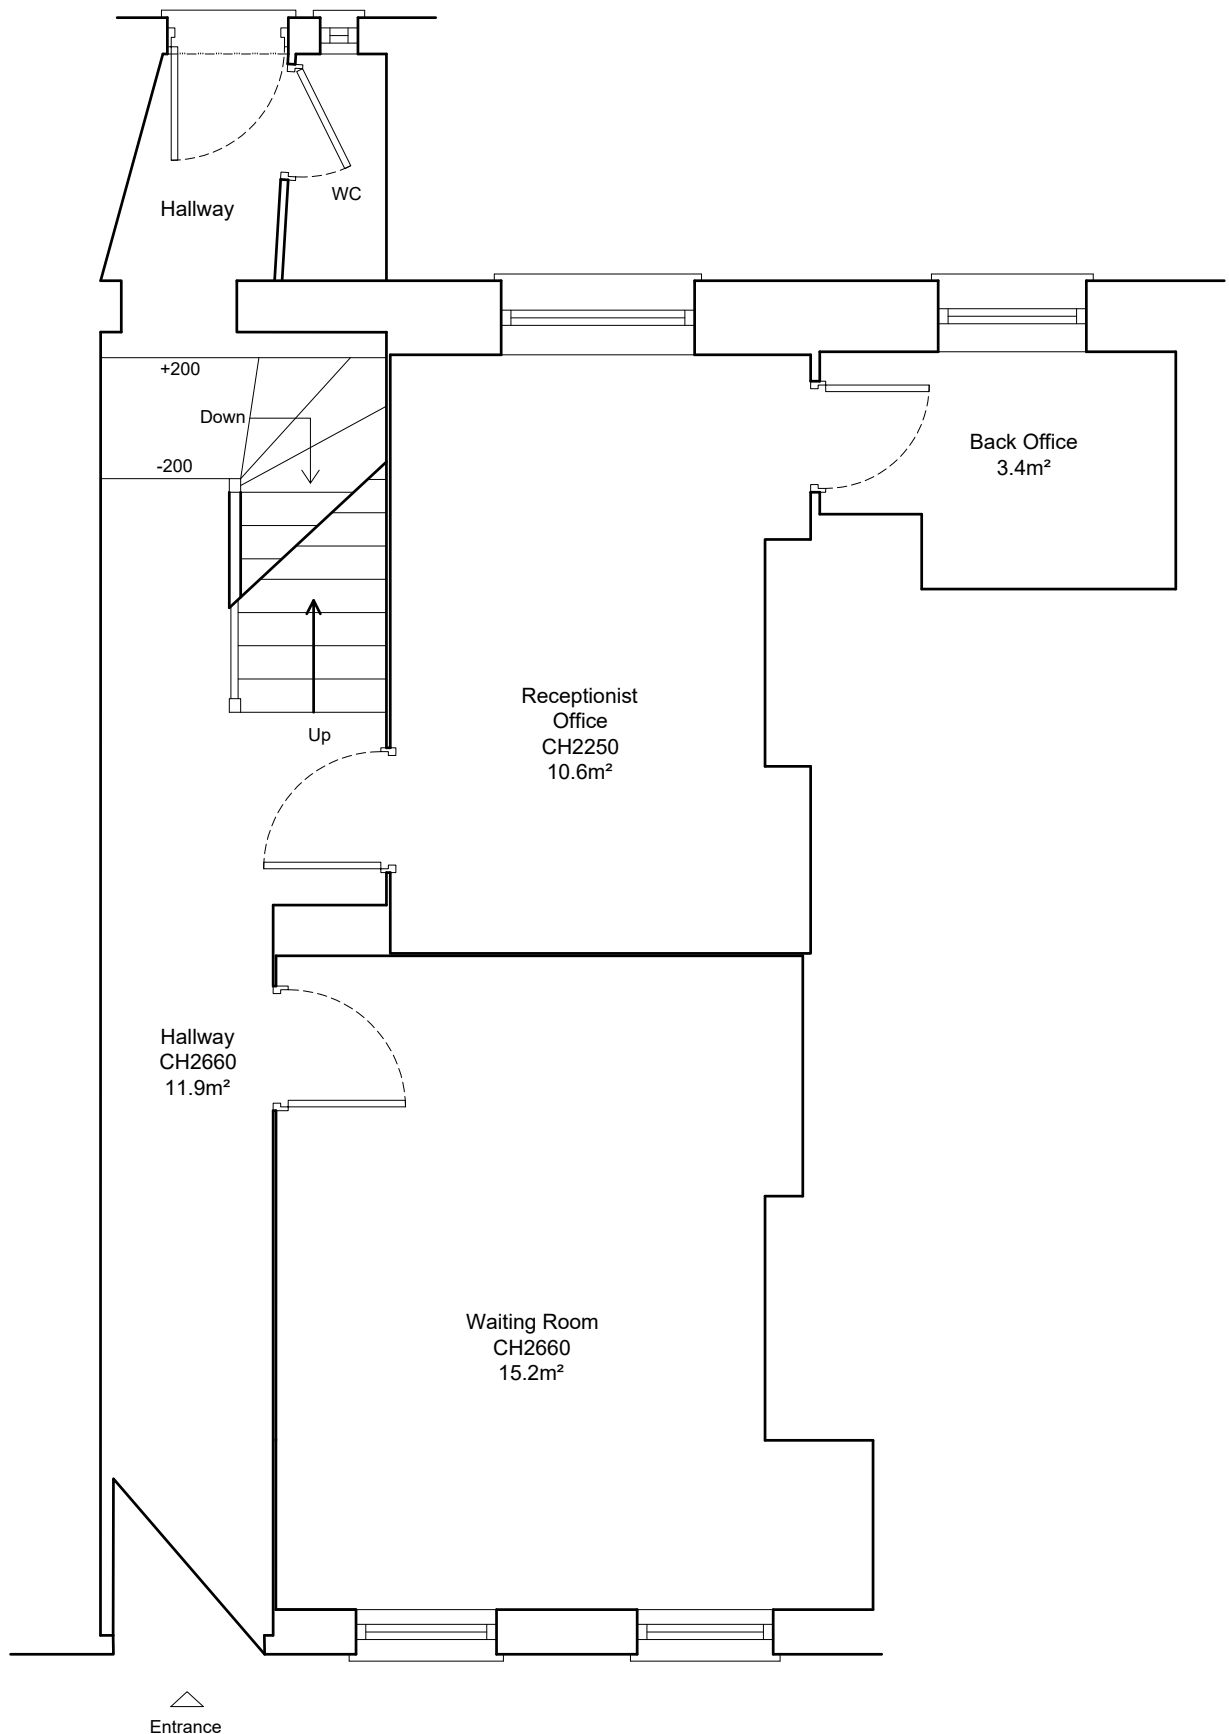 WC
Hallway
+200
Down
-200
Back Office
3.4m²
Receptionist
Office
CH2250
10.6m²
Up
Hallway
CH2660
11.9m²
Waiting Room
CH2660
15.2m²
Entrance